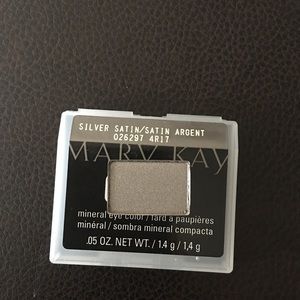 SILVER SATIN/SATIN ARGENT
026297 4R17
MARY KAY
mineral eye color / fard à paupières
minéral / sombra mineral compacta
.05 OZ. NET WT. / 1,4 g / 1,4 g